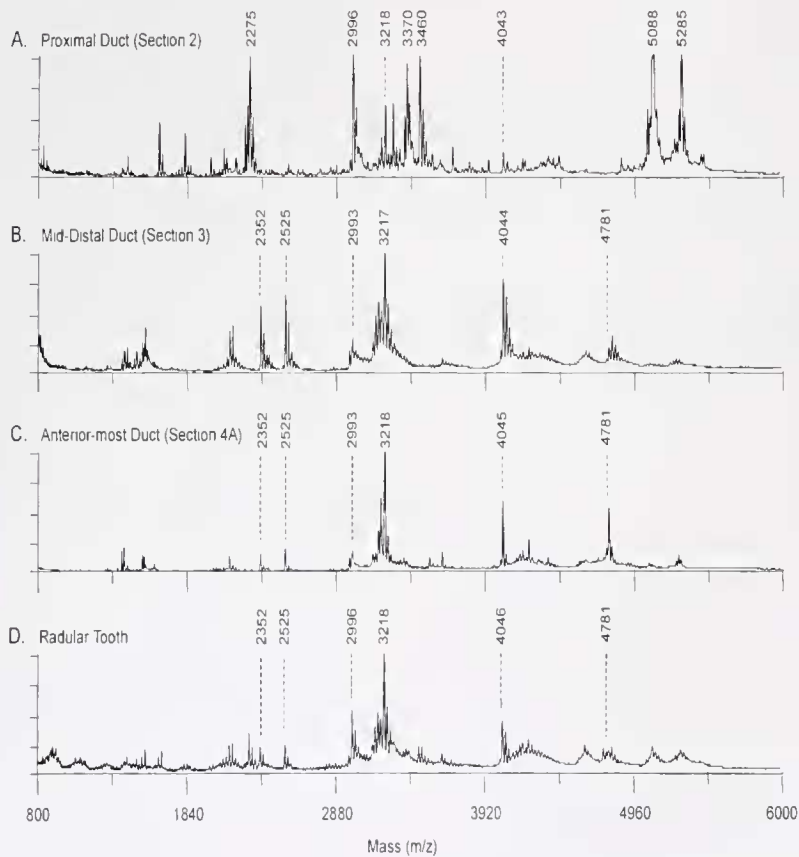 2275 2996 3218 3370 3460 4043 5088 5285
A. Proximal Duct (Section 2)
2352 2525 2993 3217 4044 4781
B. Mid-Distal Duct (Section 3)
2352 2525 2993 3218 4045 4781
C. Anterior-most Duct (Section 4A)
2352 2525 2996 3218 4046 4781
D. Radular Tooth
800 1840 2880 3920 4960 6000
Mass (m/z)